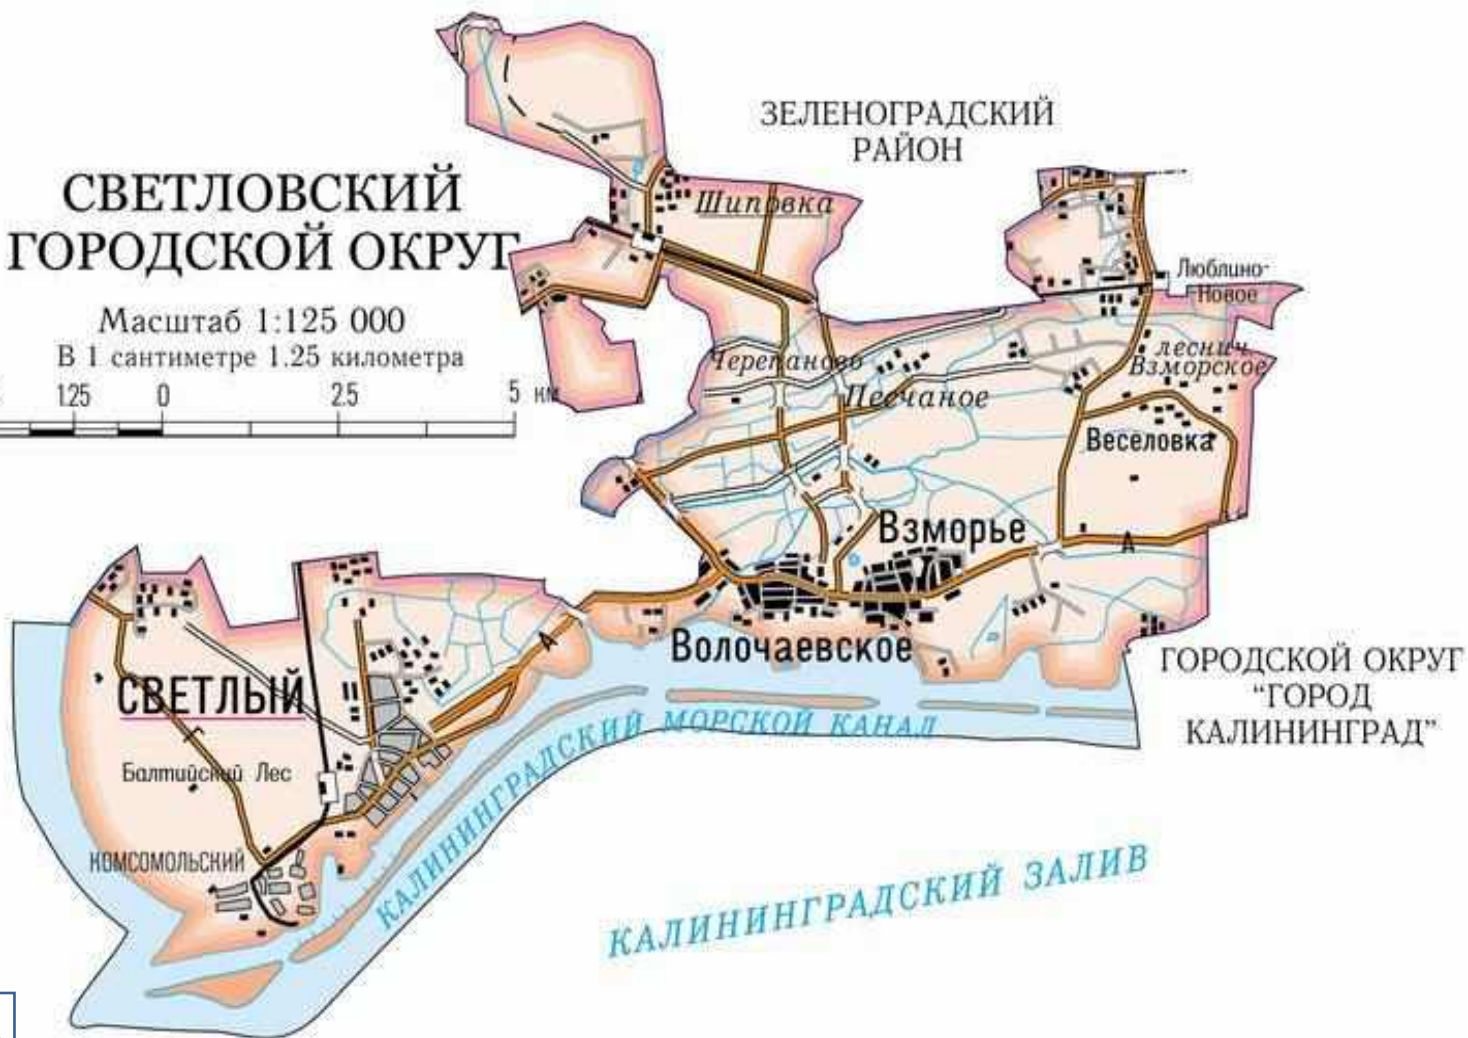 СВЕТЛОВСКИЙ
ГОРОДСКОЙ ОКРУГ
Масштаб 1:125 000
В 1 сантиметре 1.25 километра
125 0 2.5 5 км
ЗЕЛЕНОГРАДСКИЙ
РАЙОН
Шиповка
Люблино-
Новое
Черепаново
леснич.
Взморское
Песчаное
Веселовка
Взморье
А
А
Волочаевское
ГОРОДСКОЙ ОКРУГ
“ГОРОД
КАЛИНИНГРАД”
СВЕТЛЫЙ
Балтийский Лес
КОМСОМОЛЬСКИЙ
КАЛИНИНГРАДСКИЙ МОРСКОЙ КАНАЛ
КАЛИНИНГРАДСКИЙ ЗАЛИВ